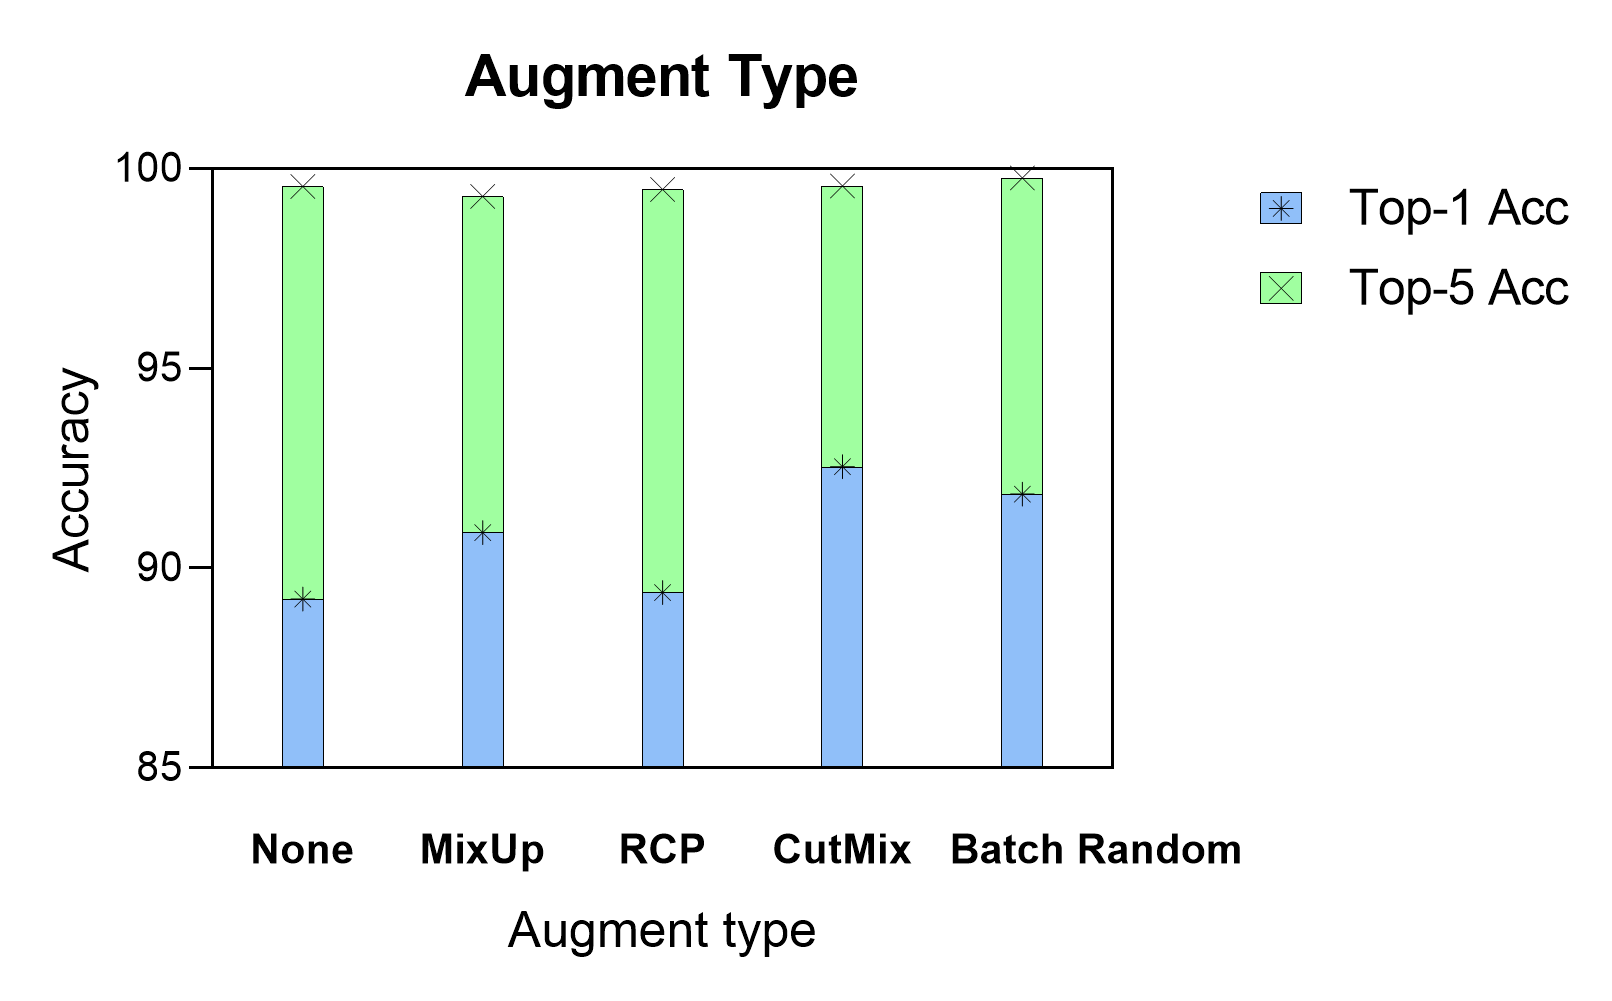 Augment Type
100
95
90
85
Accuracy
None MixUp RCP CutMix Batch Random
Augment type
Top-1 Acc
Top-5 Acc